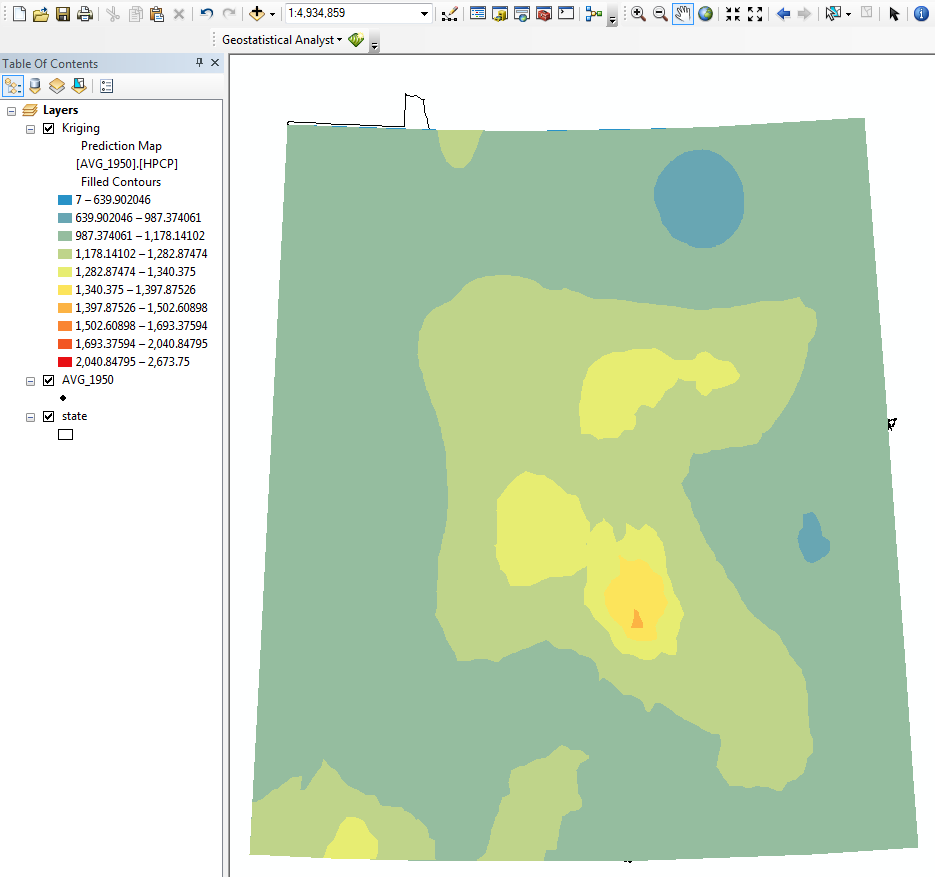 1:4,934,859
Geostatistical Analyst
Table Of Contents
Layers
Kriging
Prediction Map
[AVG_1950].[HPCP]
Filled Contours
7 – 639.902046
639.902046 – 987.374061
987.374061 – 1,178.14102
1,178.14102 – 1,282.87474
1,282.87474 – 1,340.375
1,340.375 – 1,397.87526
1,397.87526 – 1,502.60898
1,502.60898 – 1,693.37594
1,693.37594 – 2,040.84795
2,040.84795 – 2,673.75
AVG_1950
state